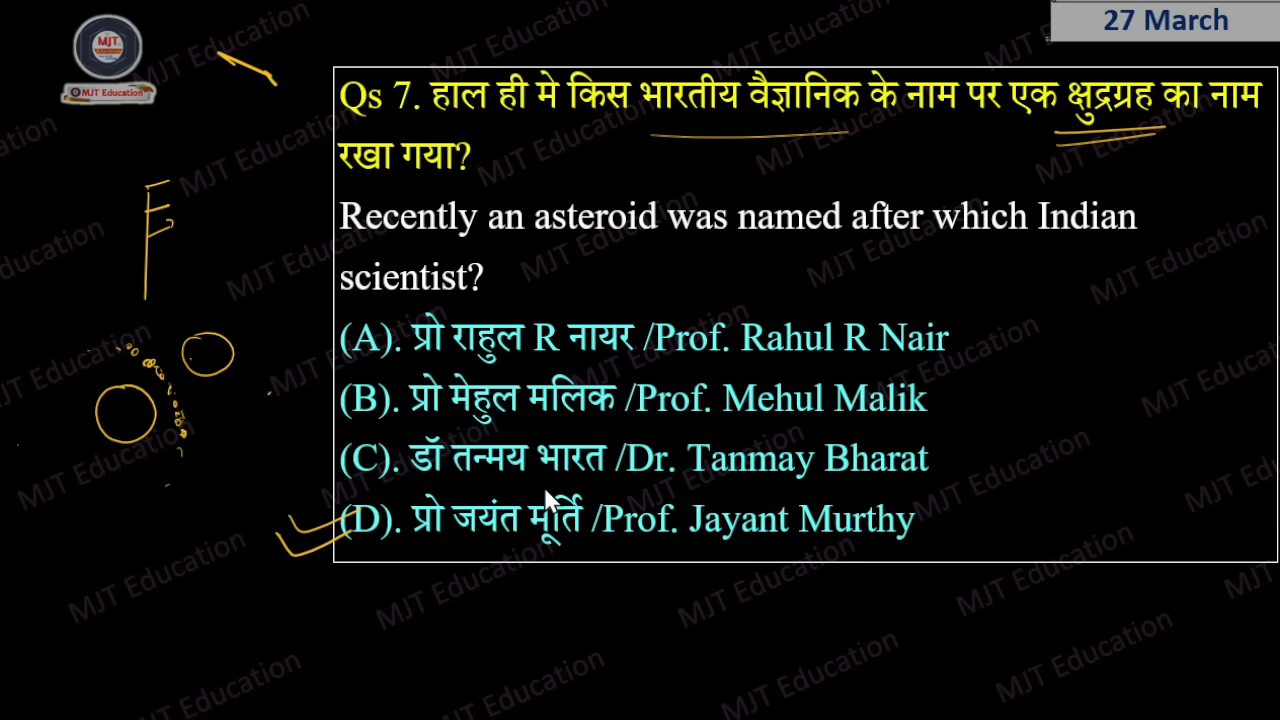 27 March
MJT
MJT Education
Qs 7. हाल ही मे किस भारतीय वैज्ञानिक के नाम पर एक क्षुद्रग्रह का नाम
रखा गया?
Recently an asteroid was named after which Indian
scientist?
(A). प्रो राहुल R नायर /Prof. Rahul R Nair
(B). प्रो मेहुल मलिक /Prof. Mehul Malik
(C). डॉ तन्मय भारत /Dr. Tanmay Bharat
(D). प्रो जयंत मूर्ति /Prof. Jayant Murthy